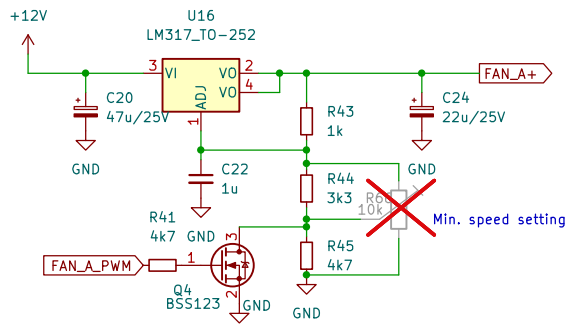 +12V
U16
LM317_TO-252
3 VI VO 2
VO 4
ADJ
1
FAN_A+
C20
47u/25V
GND
R43
1k
C24
22u/25V
GND
C22
1u
GND
R44
3k3
10k
Min. speed setting
R41
4k7
FAN_A_PWM
1
3
2
Q4
BSS123
GND
R45
4k7
GND